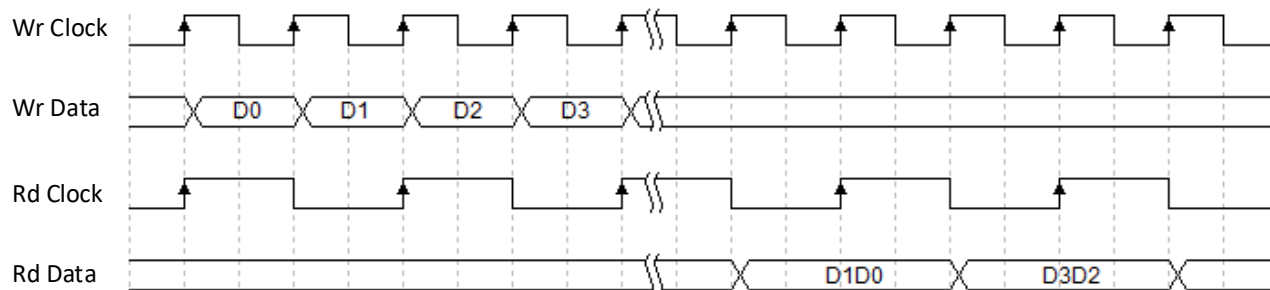 Wr Clock
Wr Data D0 D1 D2 D3
Rd Clock
Rd Data D1D0 D3D2